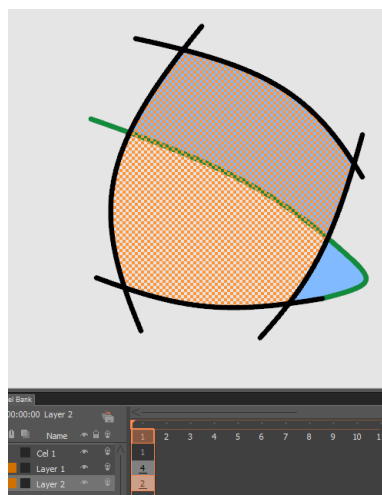 el Bank
00:00:00 Layer 2
1 2 3 4 5 6 7 8 9 10 1
Name
Cel 1 1
Layer 1 4
Layer 2 2